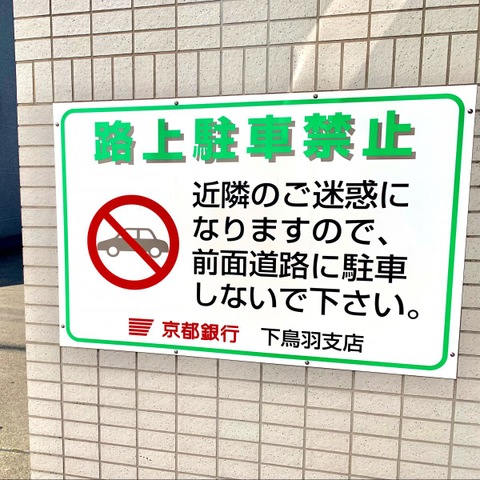 路上駐車禁止
近隣のご迷惑に
なりますので、
前面道路に駐車
しないで下さい。
京都銀行 下鳥羽支店